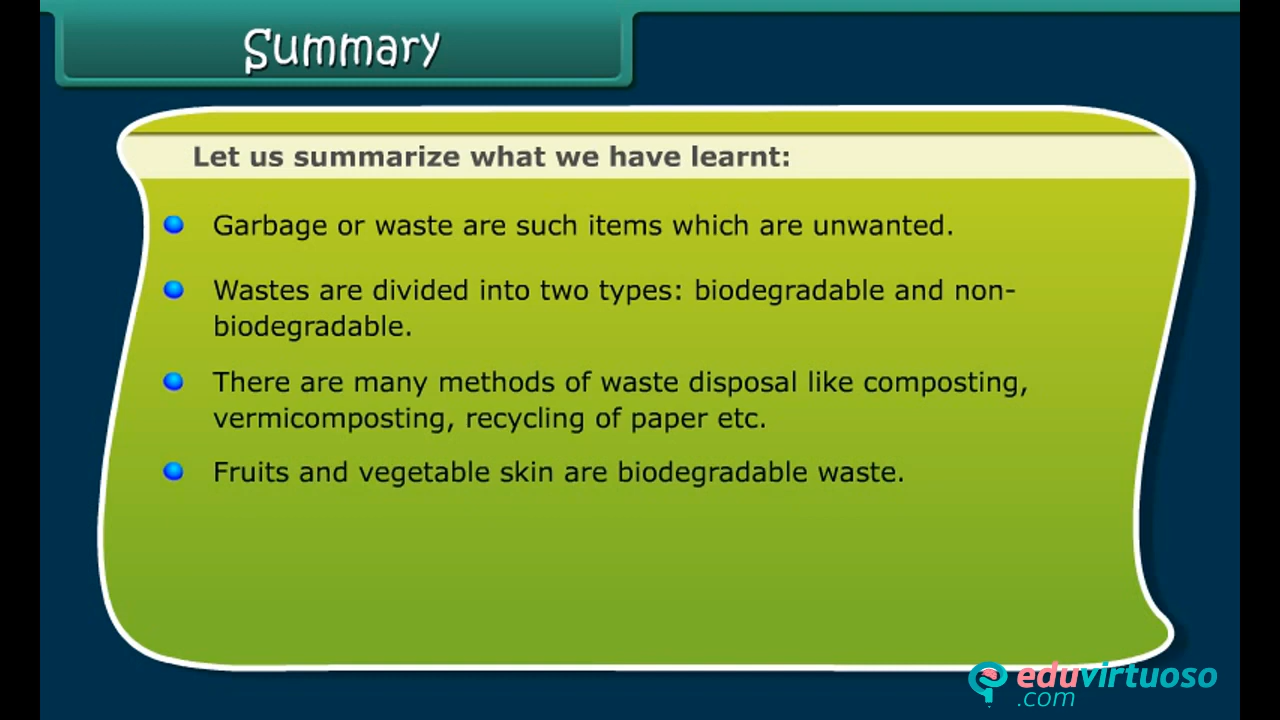 Summary
Let us summarize what we have learnt:
Garbage or waste are such items which are unwanted.
Wastes are divided into two types: biodegradable and non-
biodegradable.
There are many methods of waste disposal like composting,
vermicomposting, recycling of paper etc.
Fruits and vegetable skin are biodegradable waste.
eduvirtuoso
.com